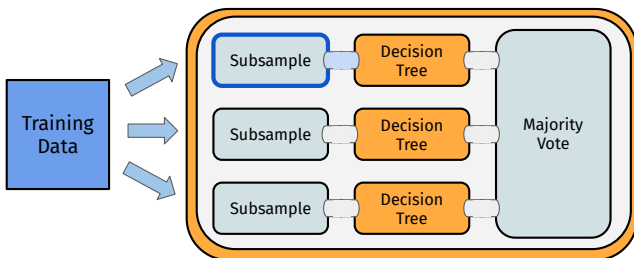 Training
Data
Subsample
Decision
Tree
Subsample
Decision
Tree
Subsample
Decision
Tree
Majority
Vote